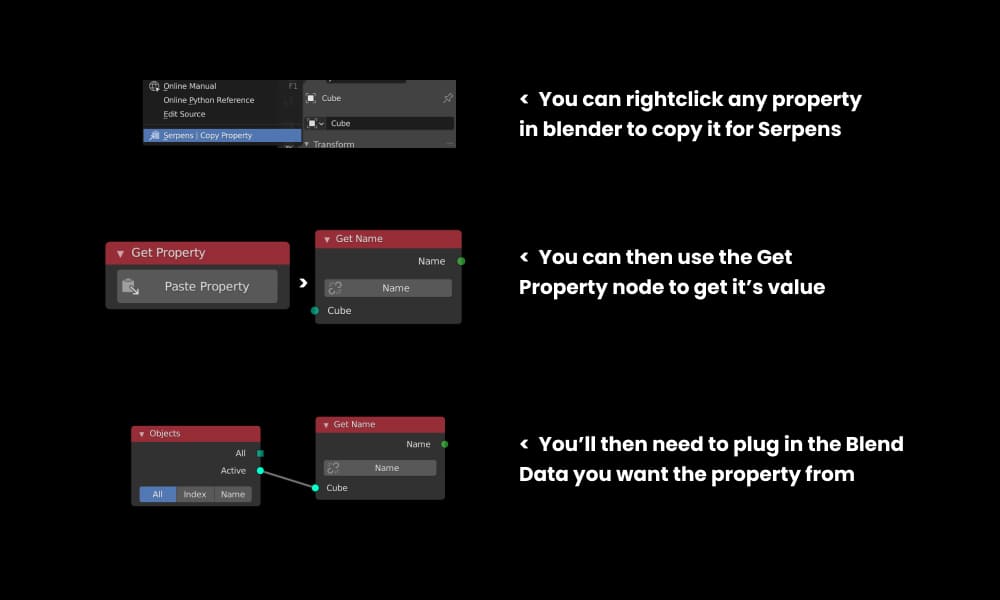 Online Manual F1
Online Python Reference
Edit Source
Serpens | Copy Property
Cube
Cube
Transform
< You can rightclick any property
in blender to copy it for Serpens
Get Property
Paste Property
Get Name
Name
Name
Cube
< You can then use the Get
Property node to get it’s value
Objects
All
Active
All Index Name
Get Name
Name
Name
Cube
< You’ll then need to plug in the Blend
Data you want the property from